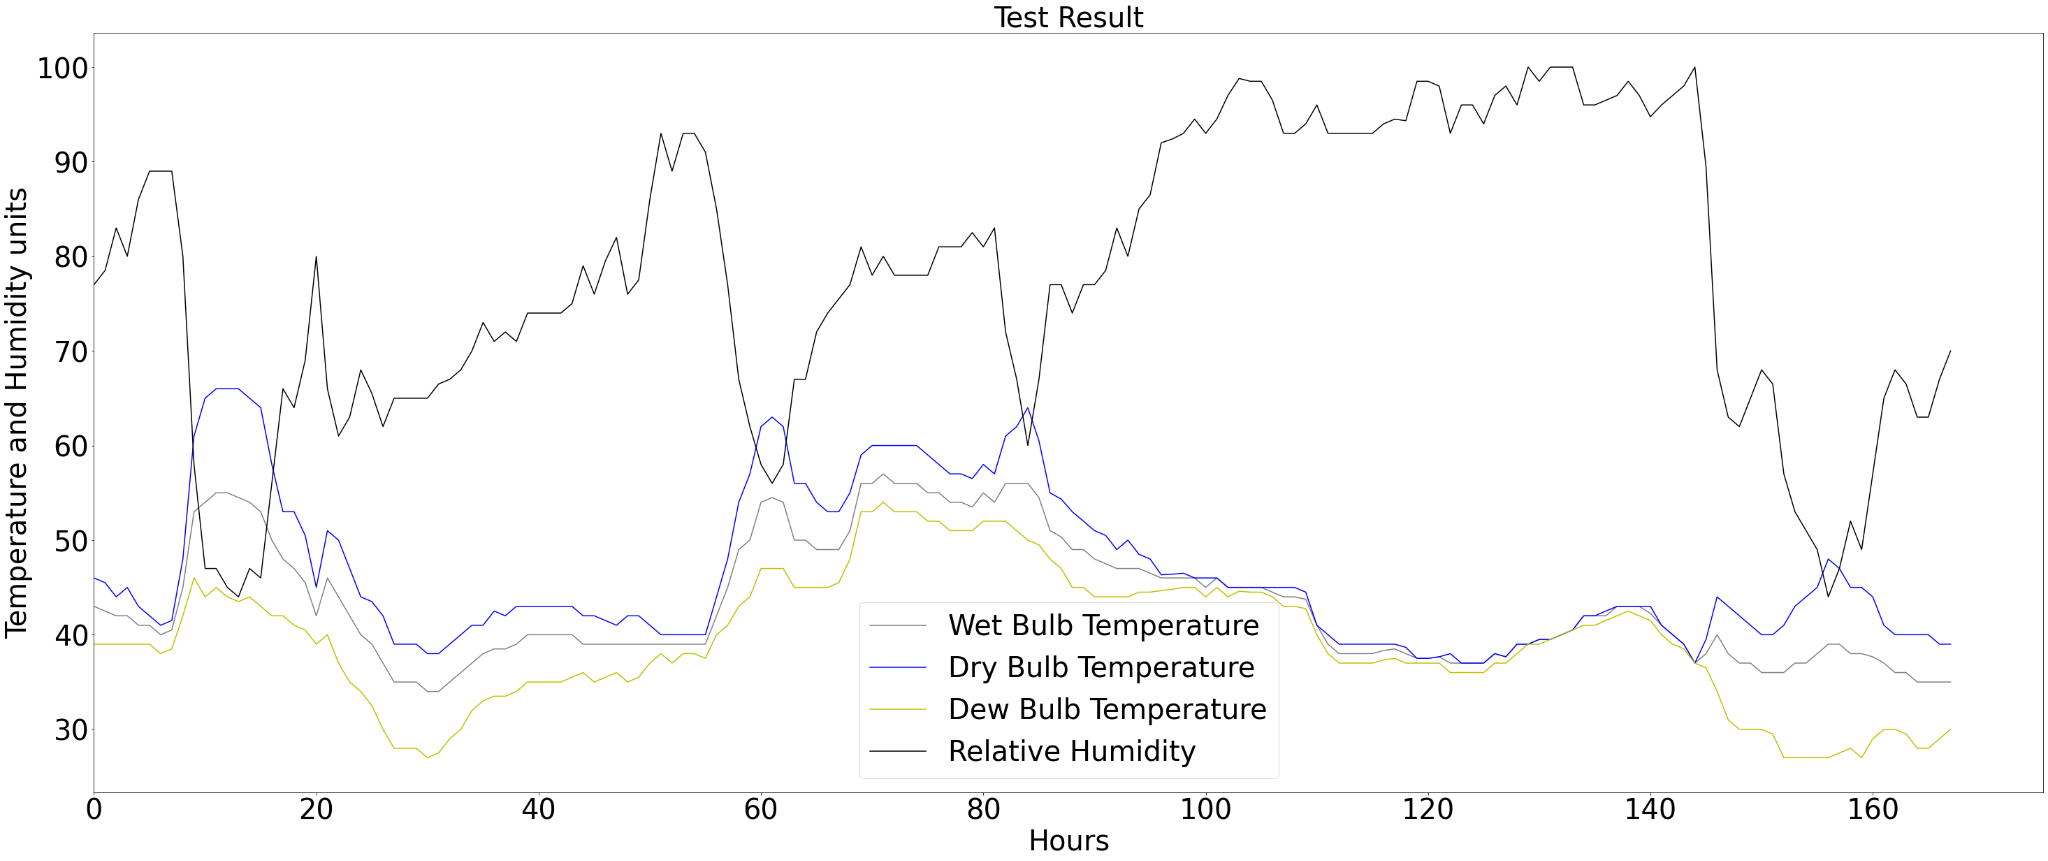 Test Result
Temperature and Humidity units
100
90
80
70
60
50
40
30
Wet Bulb Temperature
Dry Bulb Temperature
Dew Bulb Temperature
Relative Humidity
0 20 40 60 80 100 120 140 160
Hours